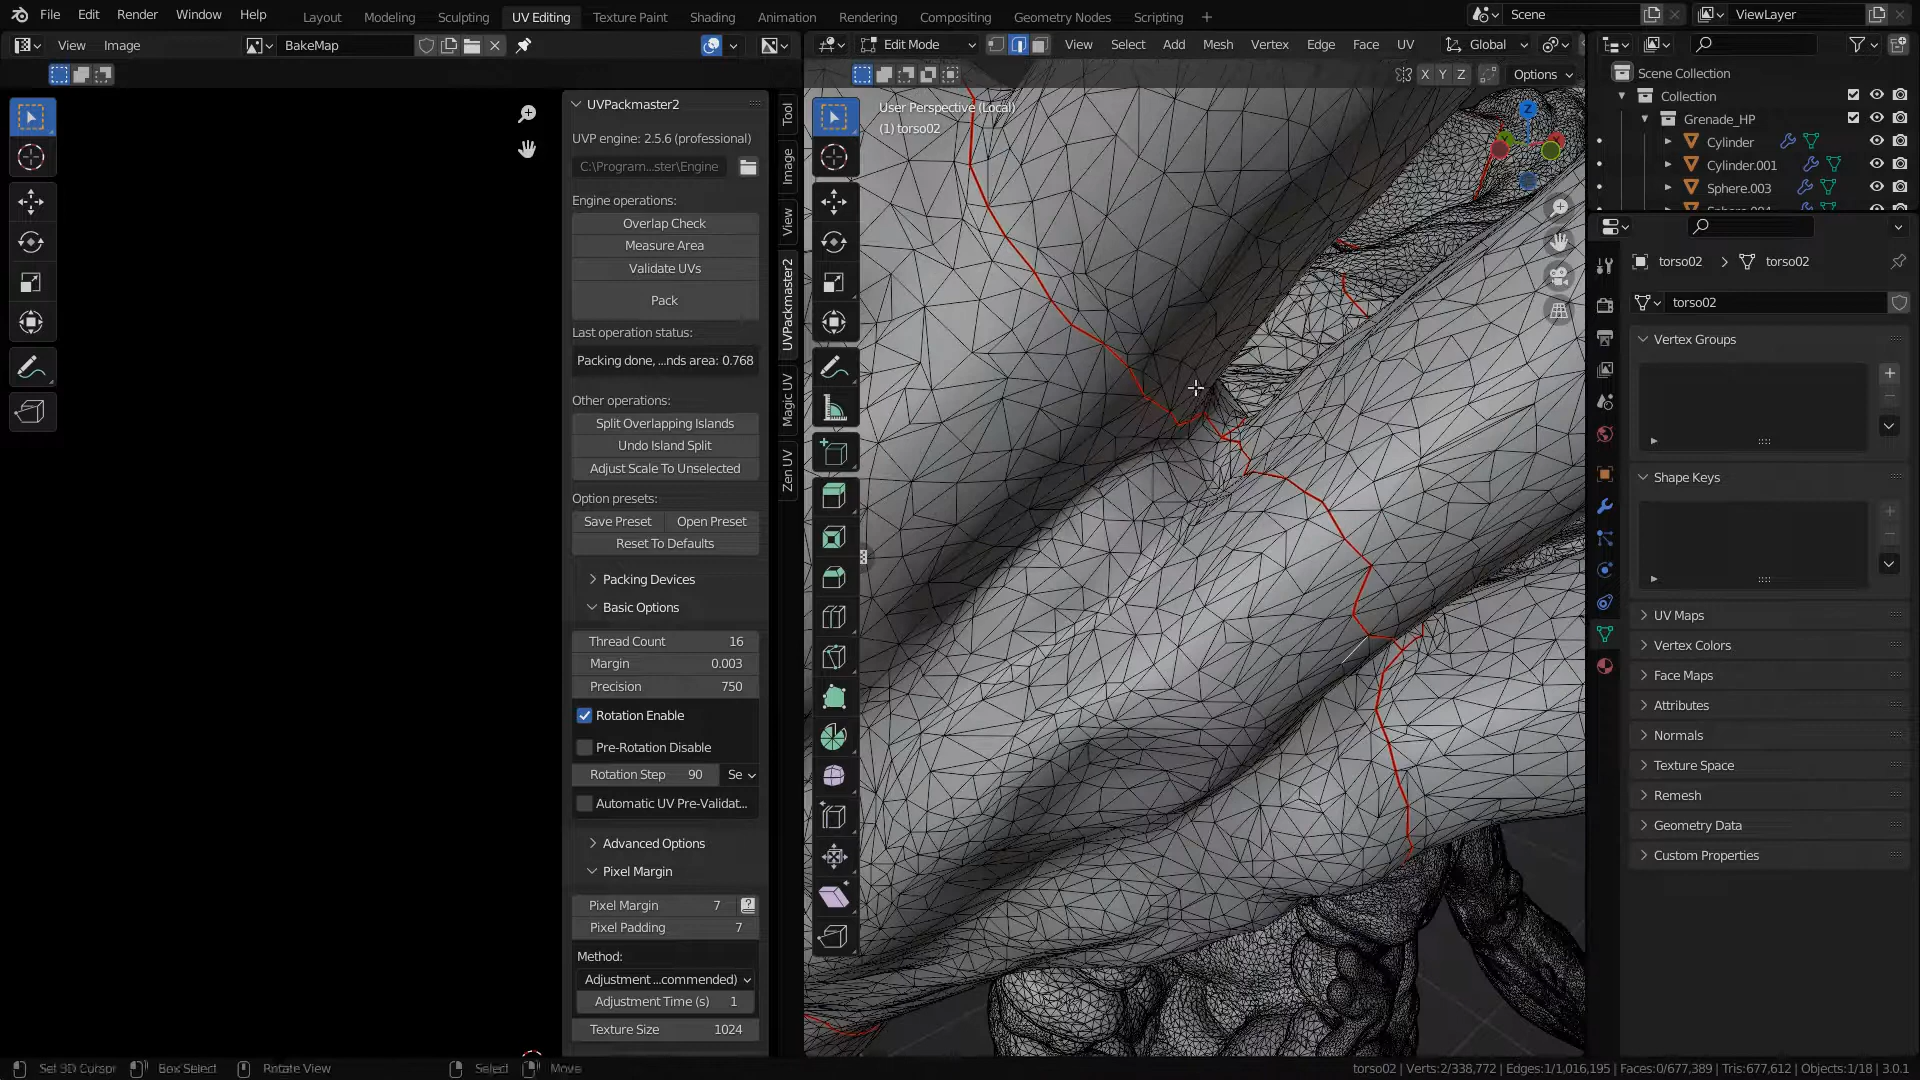 File Edit Render Window Help Layout Modeling Sculpting UV Editing Texture Paint Shading Animation Rendering Compositing Geometry Nodes Scripting + Scene ViewLayer
View Image BakeMap
Edit Mode View Select Add Mesh Vertex Edge Face UV Global
X Y Z Options
UVPackmaster2
UVP engine: 2.5.6 (professional)
C:\Program...ster\Engine
Engine operations:
Overlap Check
Measure Area
Validate UVs
Pack
Last operation status:
Packing done, ...nds area: 0.768
Other operations:
Split Overlapping Islands
Undo Island Split
Adjust Scale To Unselected
Option presets:
Save Preset Open Preset
Reset To Defaults
Packing Devices
Basic Options
Thread Count 16
Margin 0.003
Precision 750
Rotation Enable
Pre-Rotation Disable
Rotation Step 90 Se
Automatic UV Pre-Validat...
Advanced Options
Pixel Margin
Pixel Margin 7 ?
Pixel Padding 7
Method:
Adjustment ...commended)
Adjustment Time (s) 1
Texture Size 1024
Tool
Image
View
UVPackmaster2
Magic UV
Zen UV
User Perspective (Local)
(1) torso02
Z
Scene Collection
Collection
Grenade_HP
Cylinder
Cylinder.001
Sphere.003
torso02 > torso02
torso02
Vertex Groups
Shape Keys
UV Maps
Vertex Colors
Face Maps
Attributes
Normals
Texture Space
Remesh
Geometry Data
Custom Properties
Set 3D Cursor Box Select Rotate View Select Move torso02 | Verts:2/338,772 | Edges:1/1,016,195 | Faces:0/677,389 | Tris:677,612 | Objects:1/18 | 3.0.1